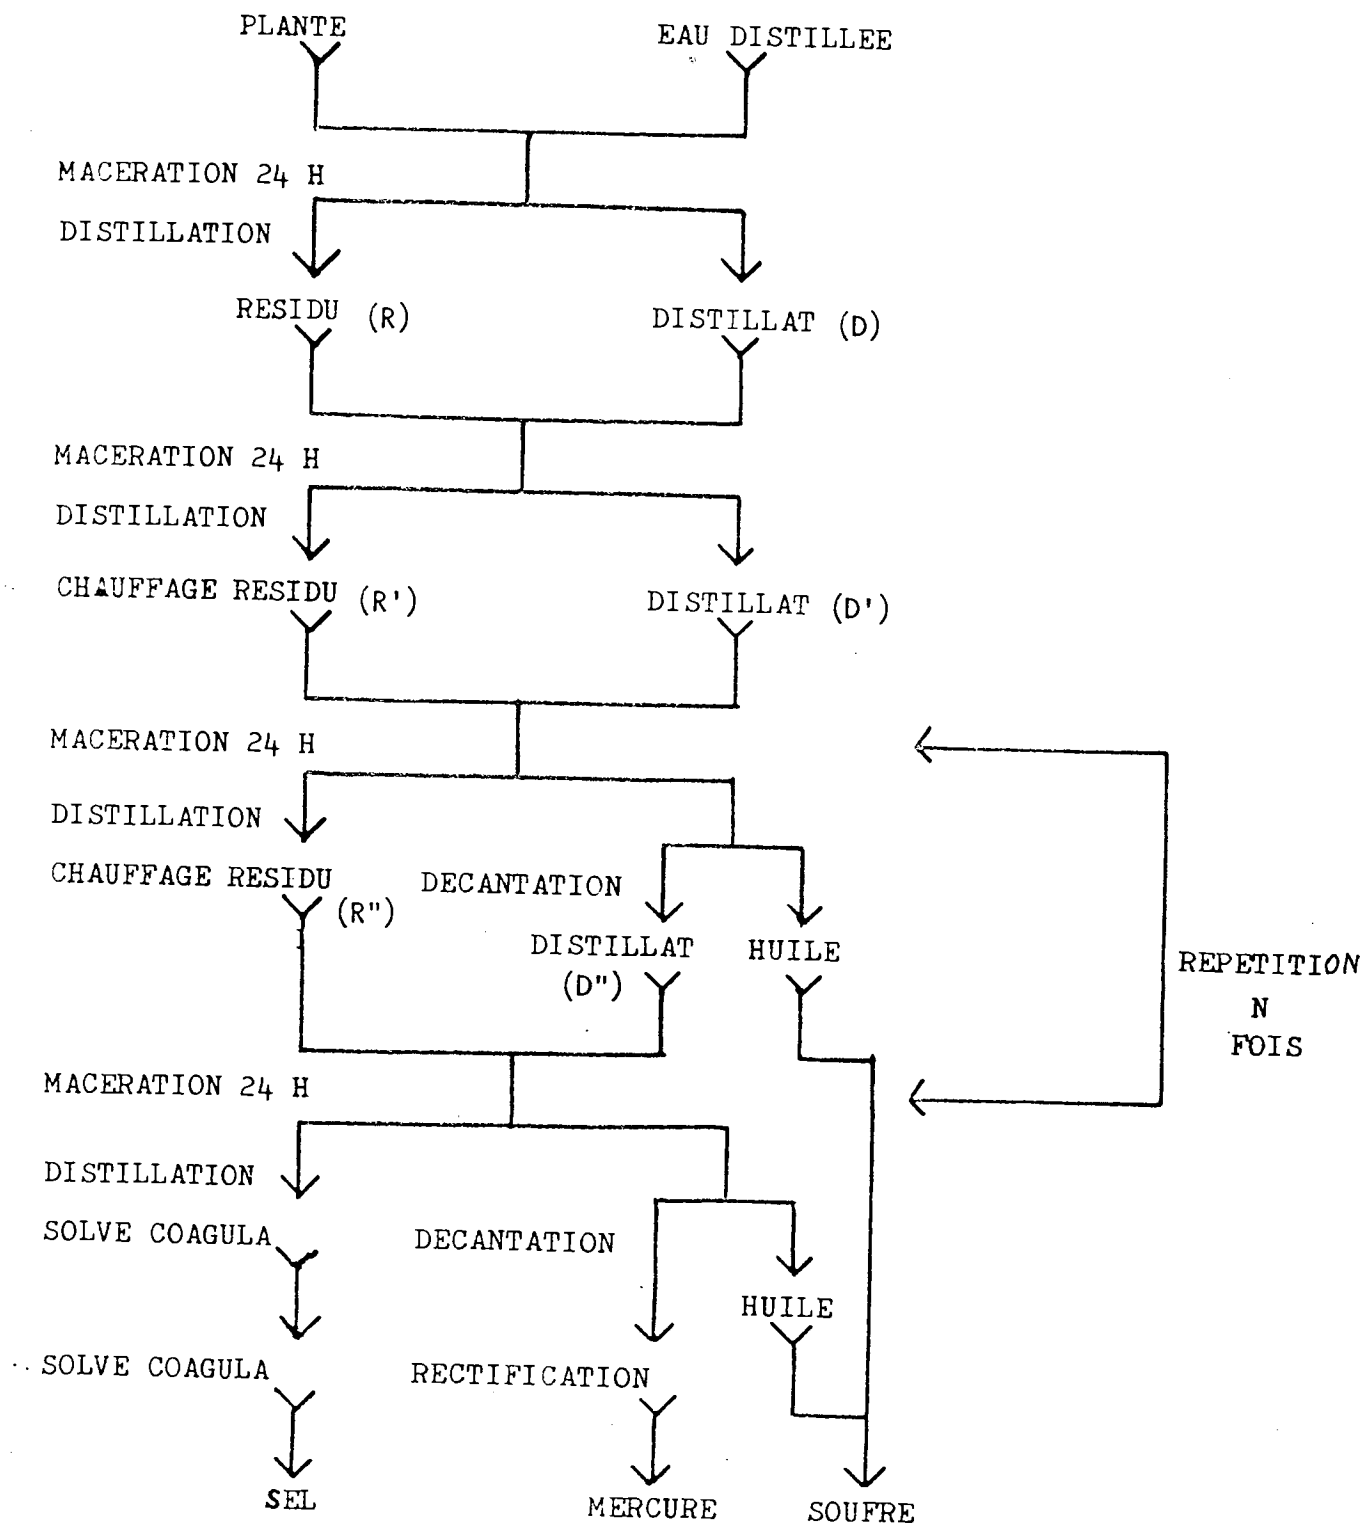 PLANTE
EAU DISTILLEE
MACERATION 24 H
DISTILLATION
RESIDU (R)
DISTILLAT (D)
MACERATION 24 H
DISTILLATION
CHAUFFAGE RESIDU (R')
DISTILLAT (D')
MACERATION 24 H
DISTILLATION
CHAUFFAGE RESIDU
(R")
DECANTATION
DISTILLAT
(D")
HUILE
REPETITION
N
FOIS
MACERATION 24 H
DISTILLATION
SOLVE COAGULA
DECANTATION
HUILE
SOLVE COAGULA
RECTIFICATION
SEL
MERCURE
SOUFRE